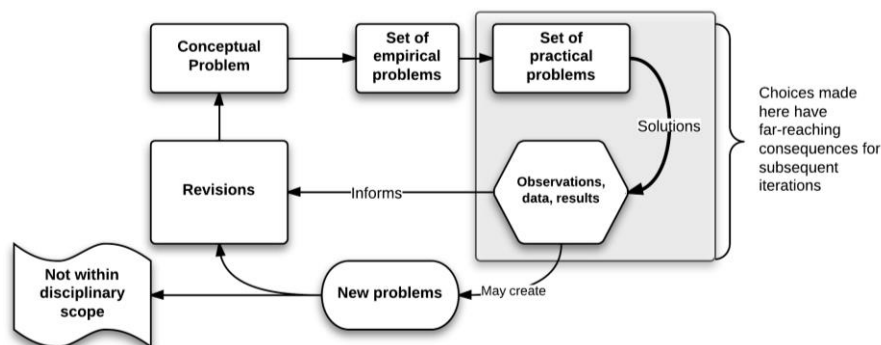 Conceptual
Problem
Set of
empirical
problems
Set of
practical
problems
Solutions
Choices made
here have
far-reaching
consequences for
subsequent
iterations
Revisions
Informs
Observations,
data, results
Not within
disciplinary
scope
New problems
May create